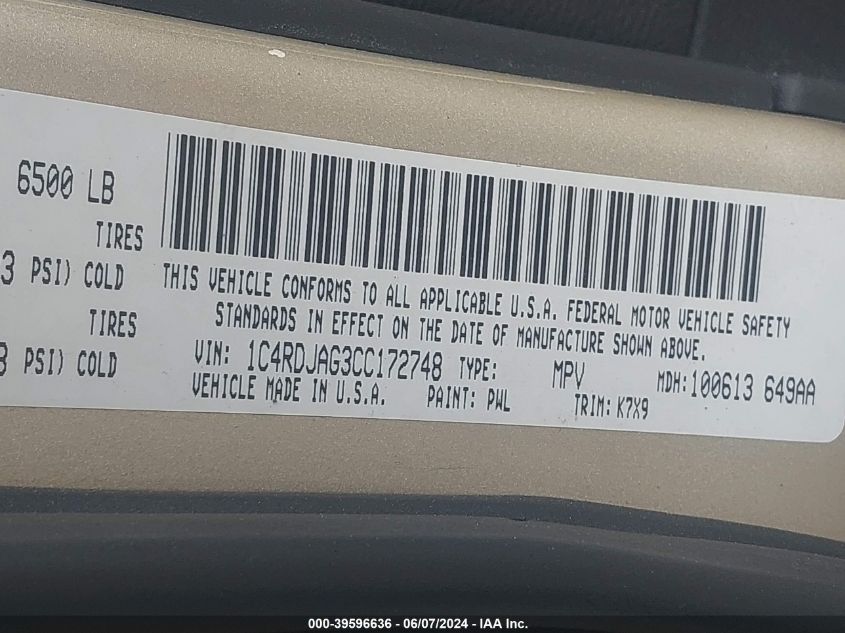 6500 LB
TIRES
3 PSI) COLD
THIS VEHICLE CONFORMS TO ALL APPLICABLE U.S.A. FEDERAL MOTOR VEHICLE SAFETY
TIRES
STANDARDS IN EFFECT ON THE DATE OF MANUFACTURE SHOWN ABOVE.
PSI) COLD
VIN: 1C4RDJAG3CC172748 TYPE: MPV MDH:100613 649AA
VEHICLE MADE IN U.S.A. PAINT: PWL TRIM: K7X9
000-39596636 - 06/07/2024 - IAA Inc.